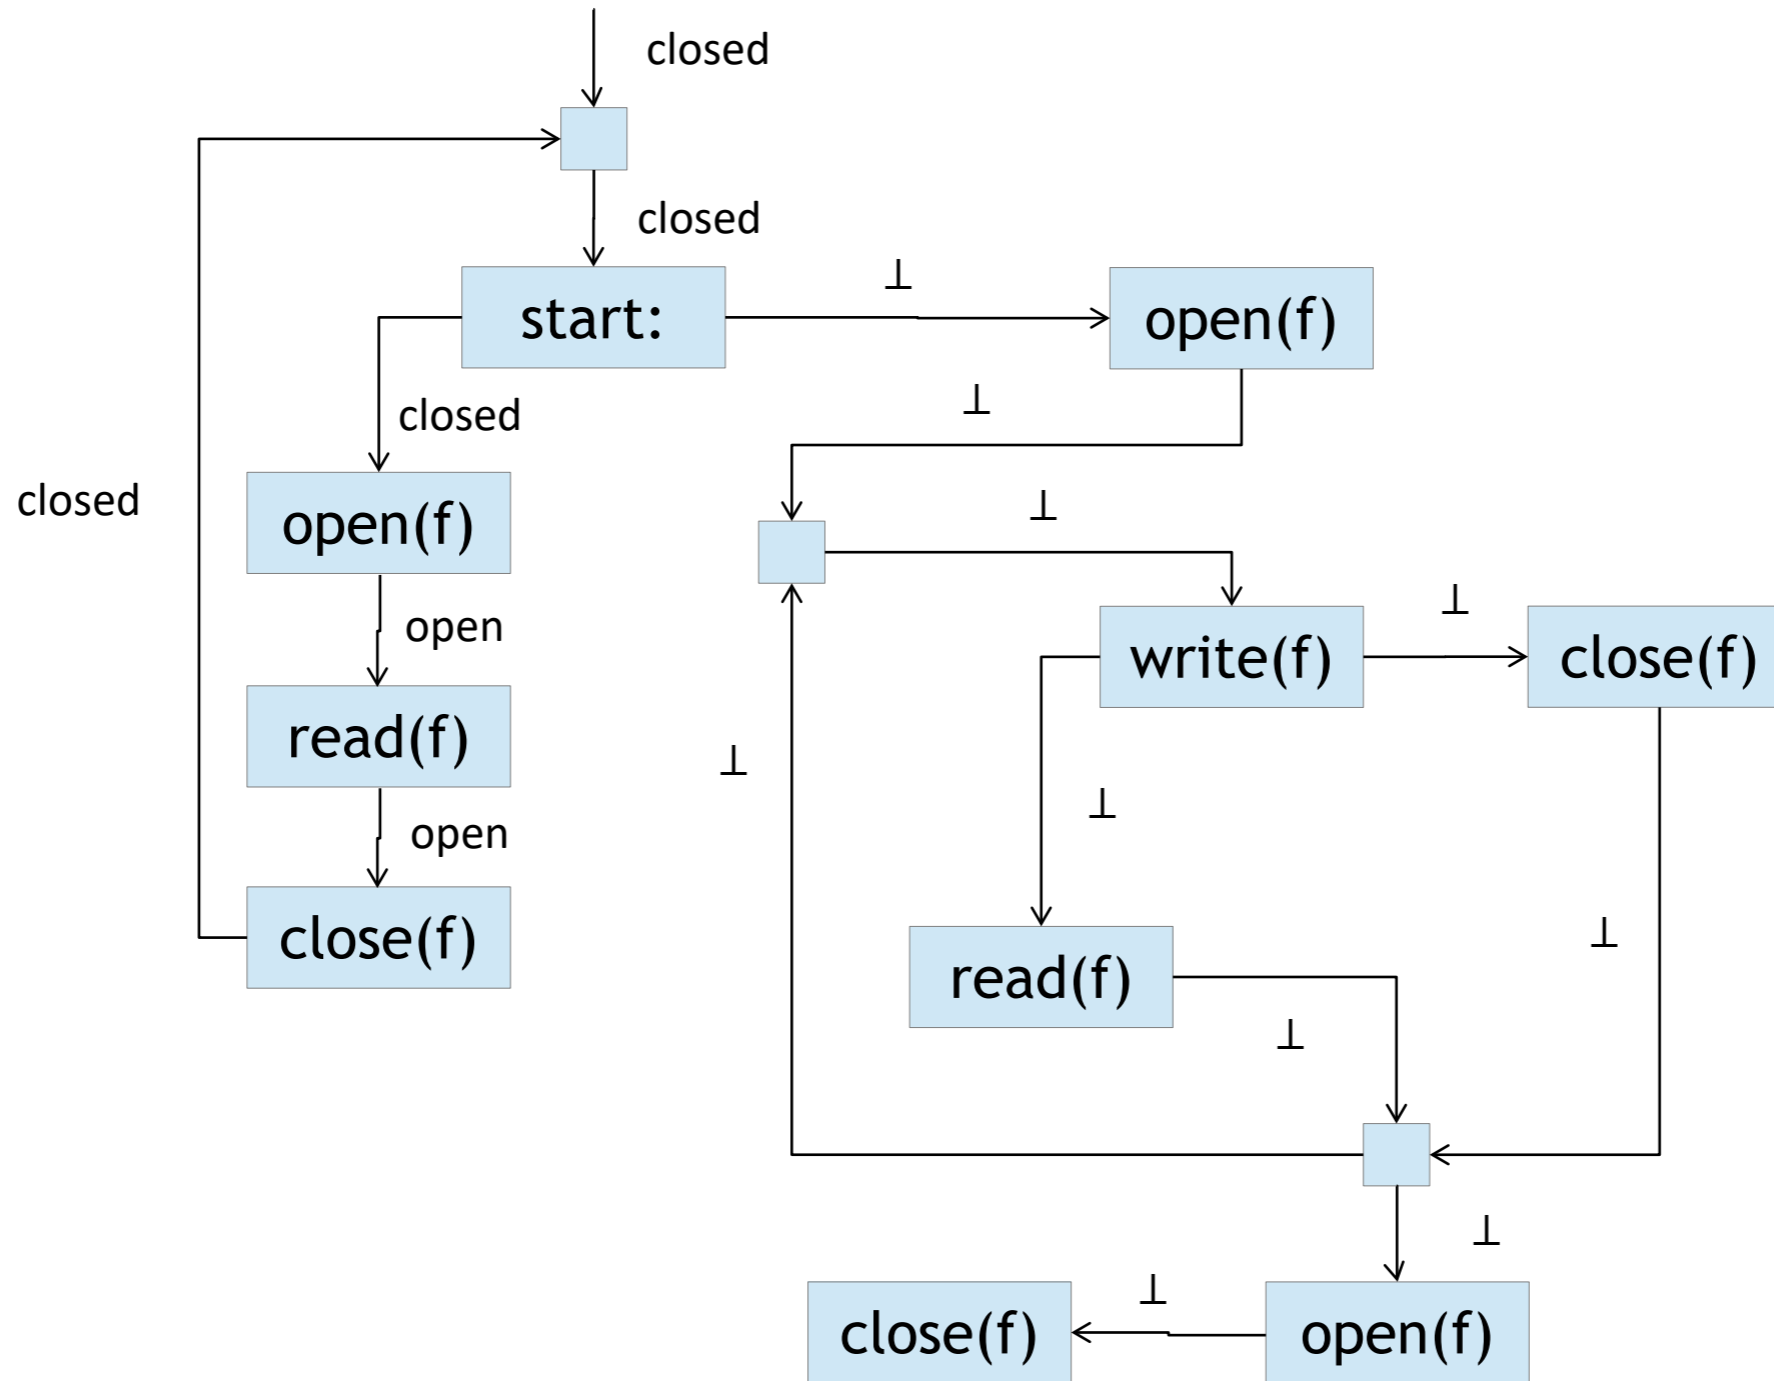 closed
closed
⊥
start:
open(f)
⊥
closed
closed
⊥
open(f)
⊥
open
write(f)
close(f)
read(f)
⊥
⊥
open
⊥
close(f)
read(f)
⊥
⊥
⊥
close(f)
open(f)